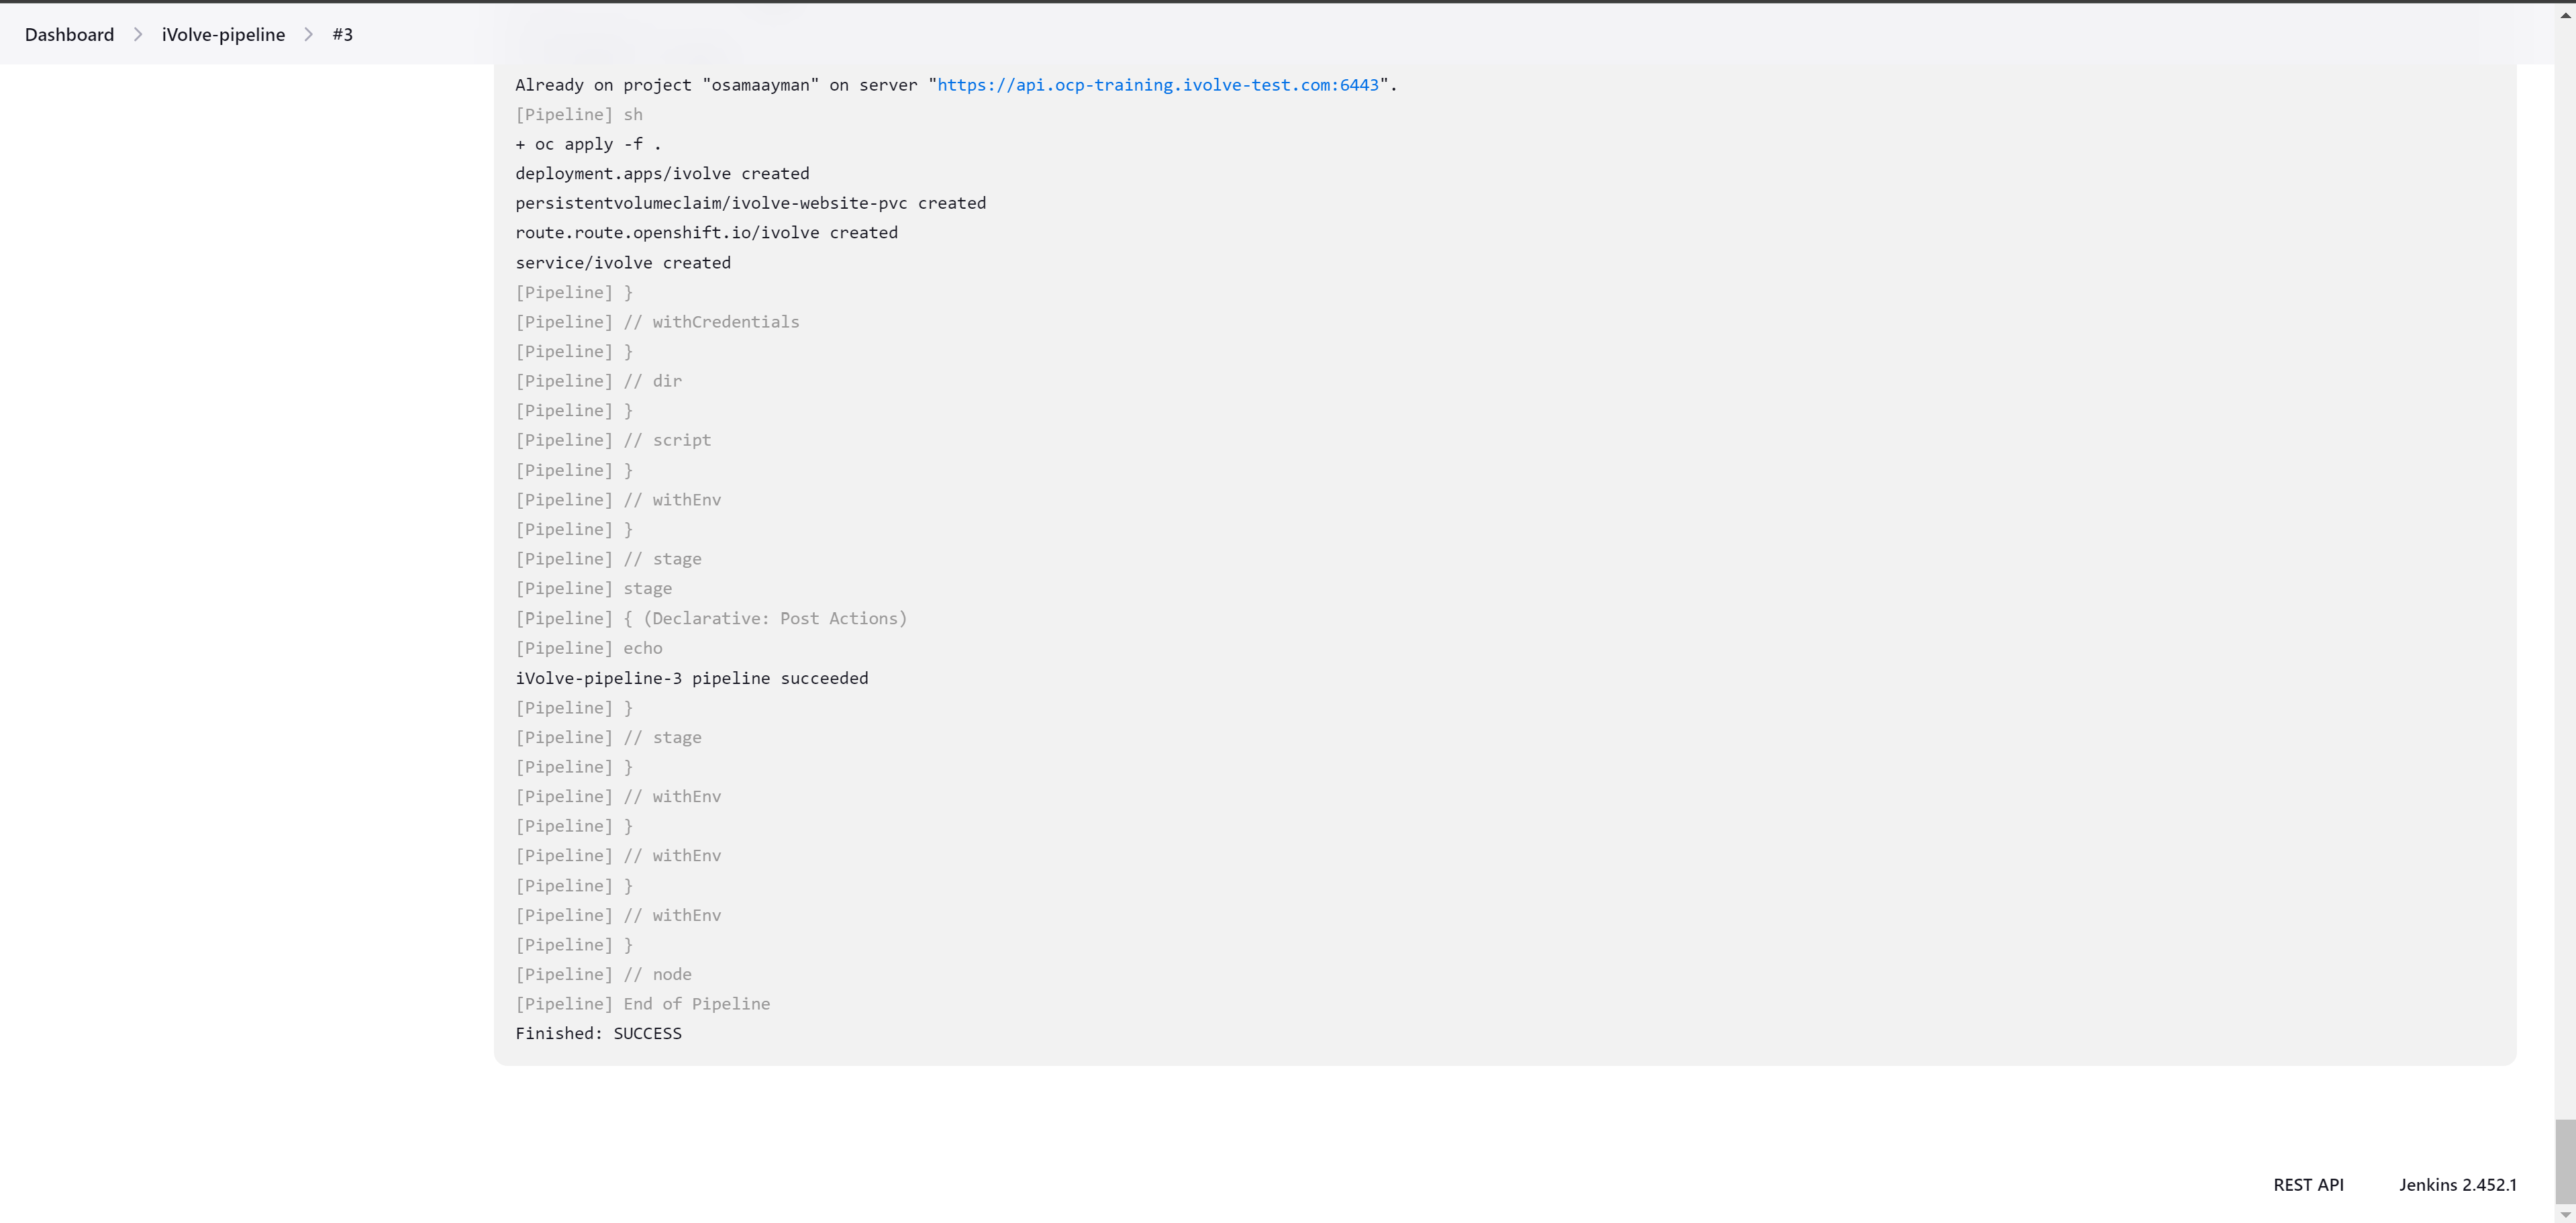 Dashboard > iVolve-pipeline > #3
Already on project "osamaayman" on server "https://api.ocp-training.ivolve-test.com:6443".
[Pipeline] sh
+ oc apply -f .
deployment.apps/ivolve created
persistentvolumeclaim/ivolve-website-pvc created
route.route.openshift.io/ivolve created
service/ivolve created
[Pipeline] }
[Pipeline] // withCredentials
[Pipeline] }
[Pipeline] // dir
[Pipeline] }
[Pipeline] // script
[Pipeline] }
[Pipeline] // withEnv
[Pipeline] }
[Pipeline] // stage
[Pipeline] stage
[Pipeline] { (Declarative: Post Actions)
[Pipeline] echo
iVolve-pipeline-3 pipeline succeeded
[Pipeline] }
[Pipeline] // stage
[Pipeline] }
[Pipeline] // withEnv
[Pipeline] }
[Pipeline] // withEnv
[Pipeline] }
[Pipeline] // withEnv
[Pipeline] }
[Pipeline] // node
[Pipeline] End of Pipeline
Finished: SUCCESS
REST API Jenkins 2.452.1